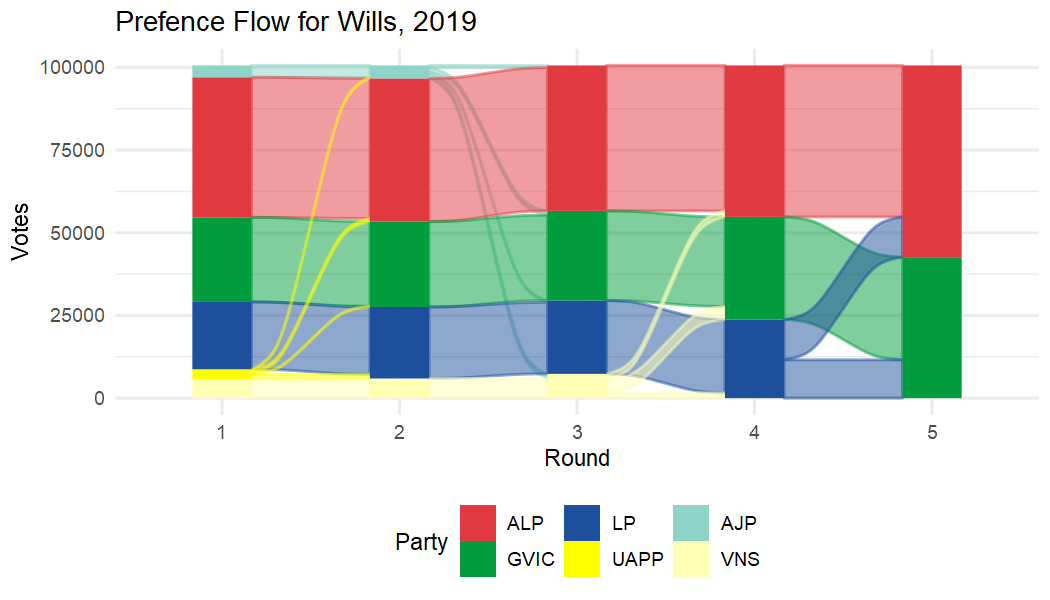 Prefence Flow for Wills, 2019
100000
75000
50000
25000
0
Votes
1 2 3 4 5
Round
Party
ALP LP AJP
GVIC UAPP VNS